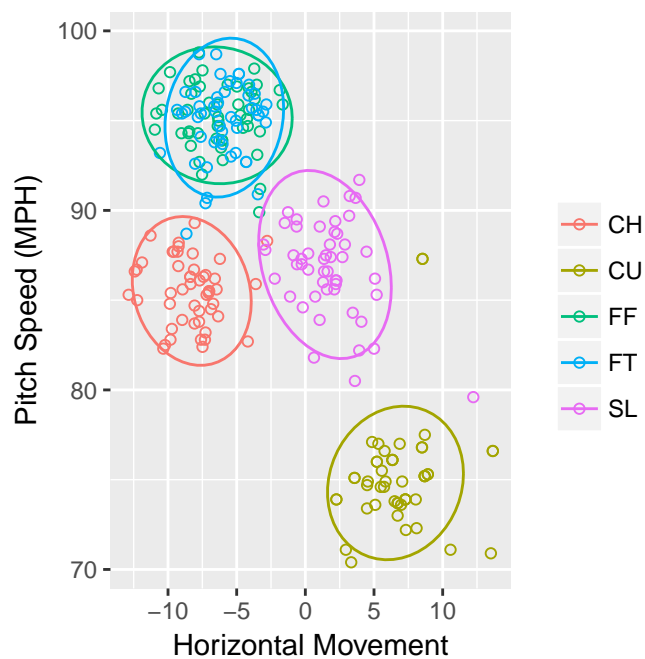 100
90
80
70
Pitch Speed (MPH)
−10 −5 0 5 10
Horizontal Movement
CH
CU
FF
FT
SL